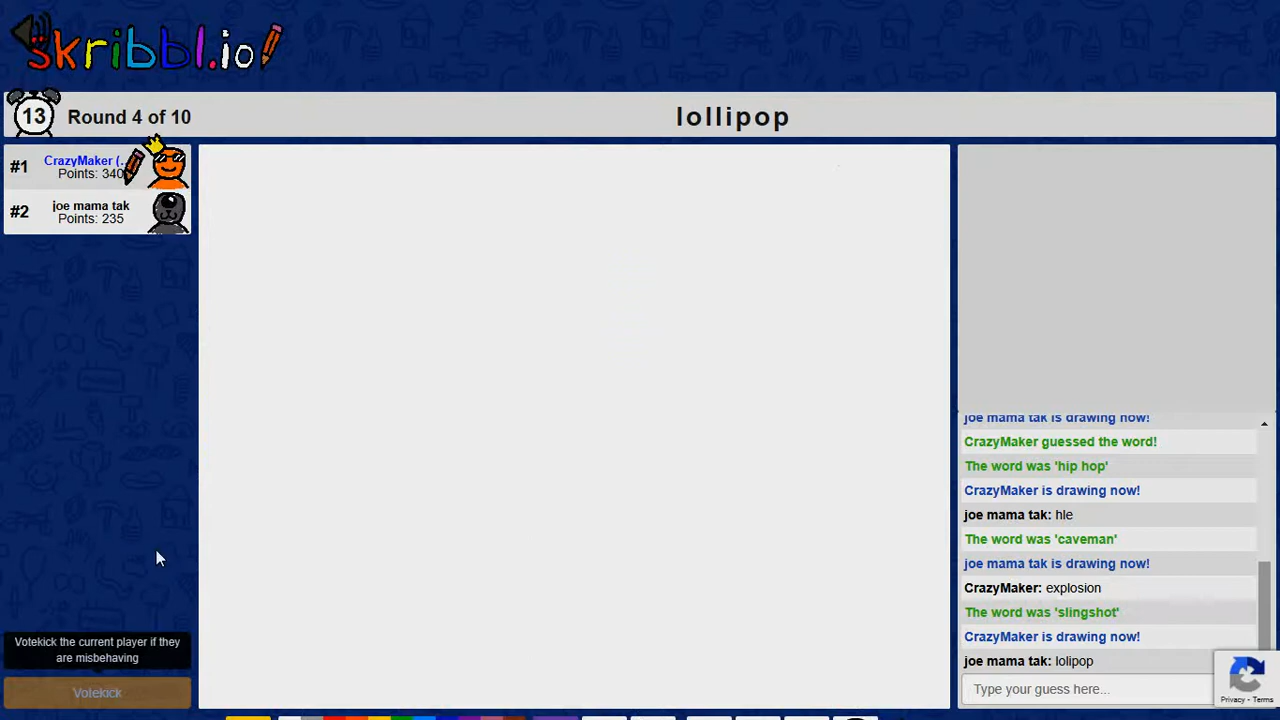 skribbl.io
13
Round 4 of 10
lollipop
#1
CrazyMaker (..
Points: 340
#2
joe mama tak
Points: 235
joe mama tak is drawing now!
CrazyMaker guessed the word!
The word was 'hip hop'
CrazyMaker is drawing now!
joe mama tak: hle
The word was 'caveman'
joe mama tak is drawing now!
CrazyMaker: explosion
The word was 'slingshot'
CrazyMaker is drawing now!
joe mama tak: lolipop
Type your guess here...
Privacy - Terms
Votekick the current player if they
are misbehaving
Votekick